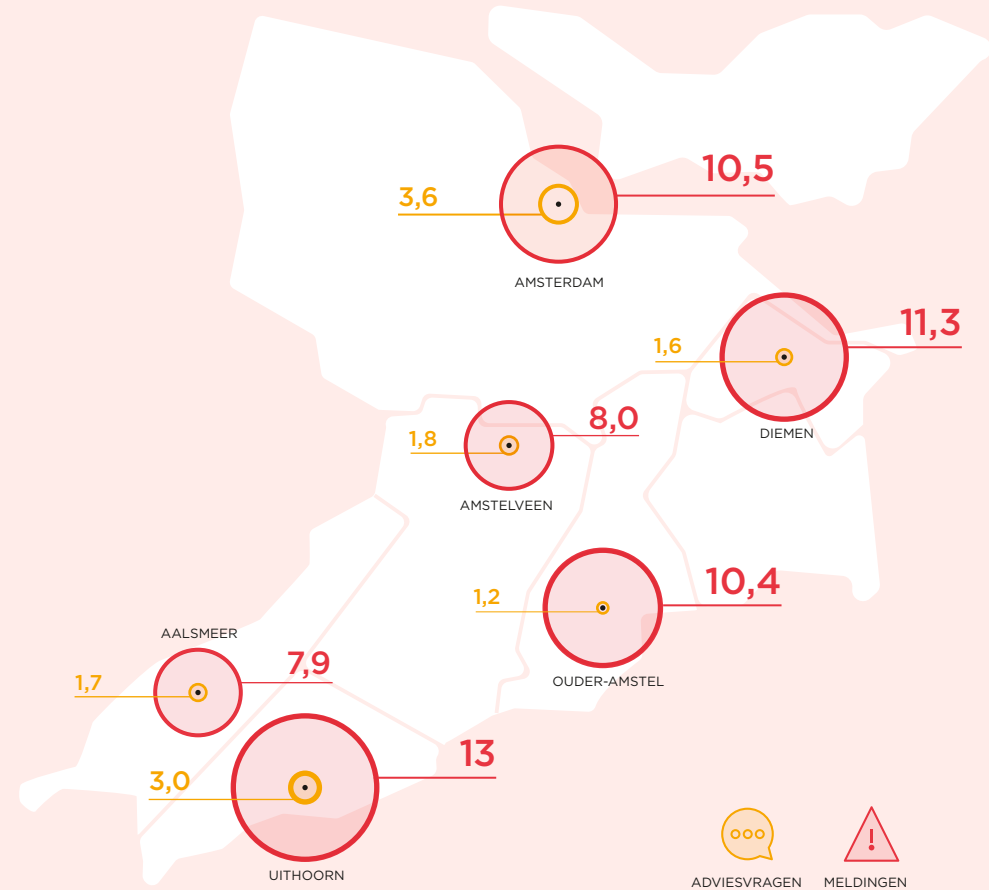 10,5
3,6
AMSTERDAM
11,3
1,6
DIEMEN
8,0
1,8
AMSTELVEEN
10,4
1,2
OUDER-AMSTEL
AALSMEER
7,9
1,7
13
3,0
UITHOORN
ADVIESVRAGEN MELDINGEN